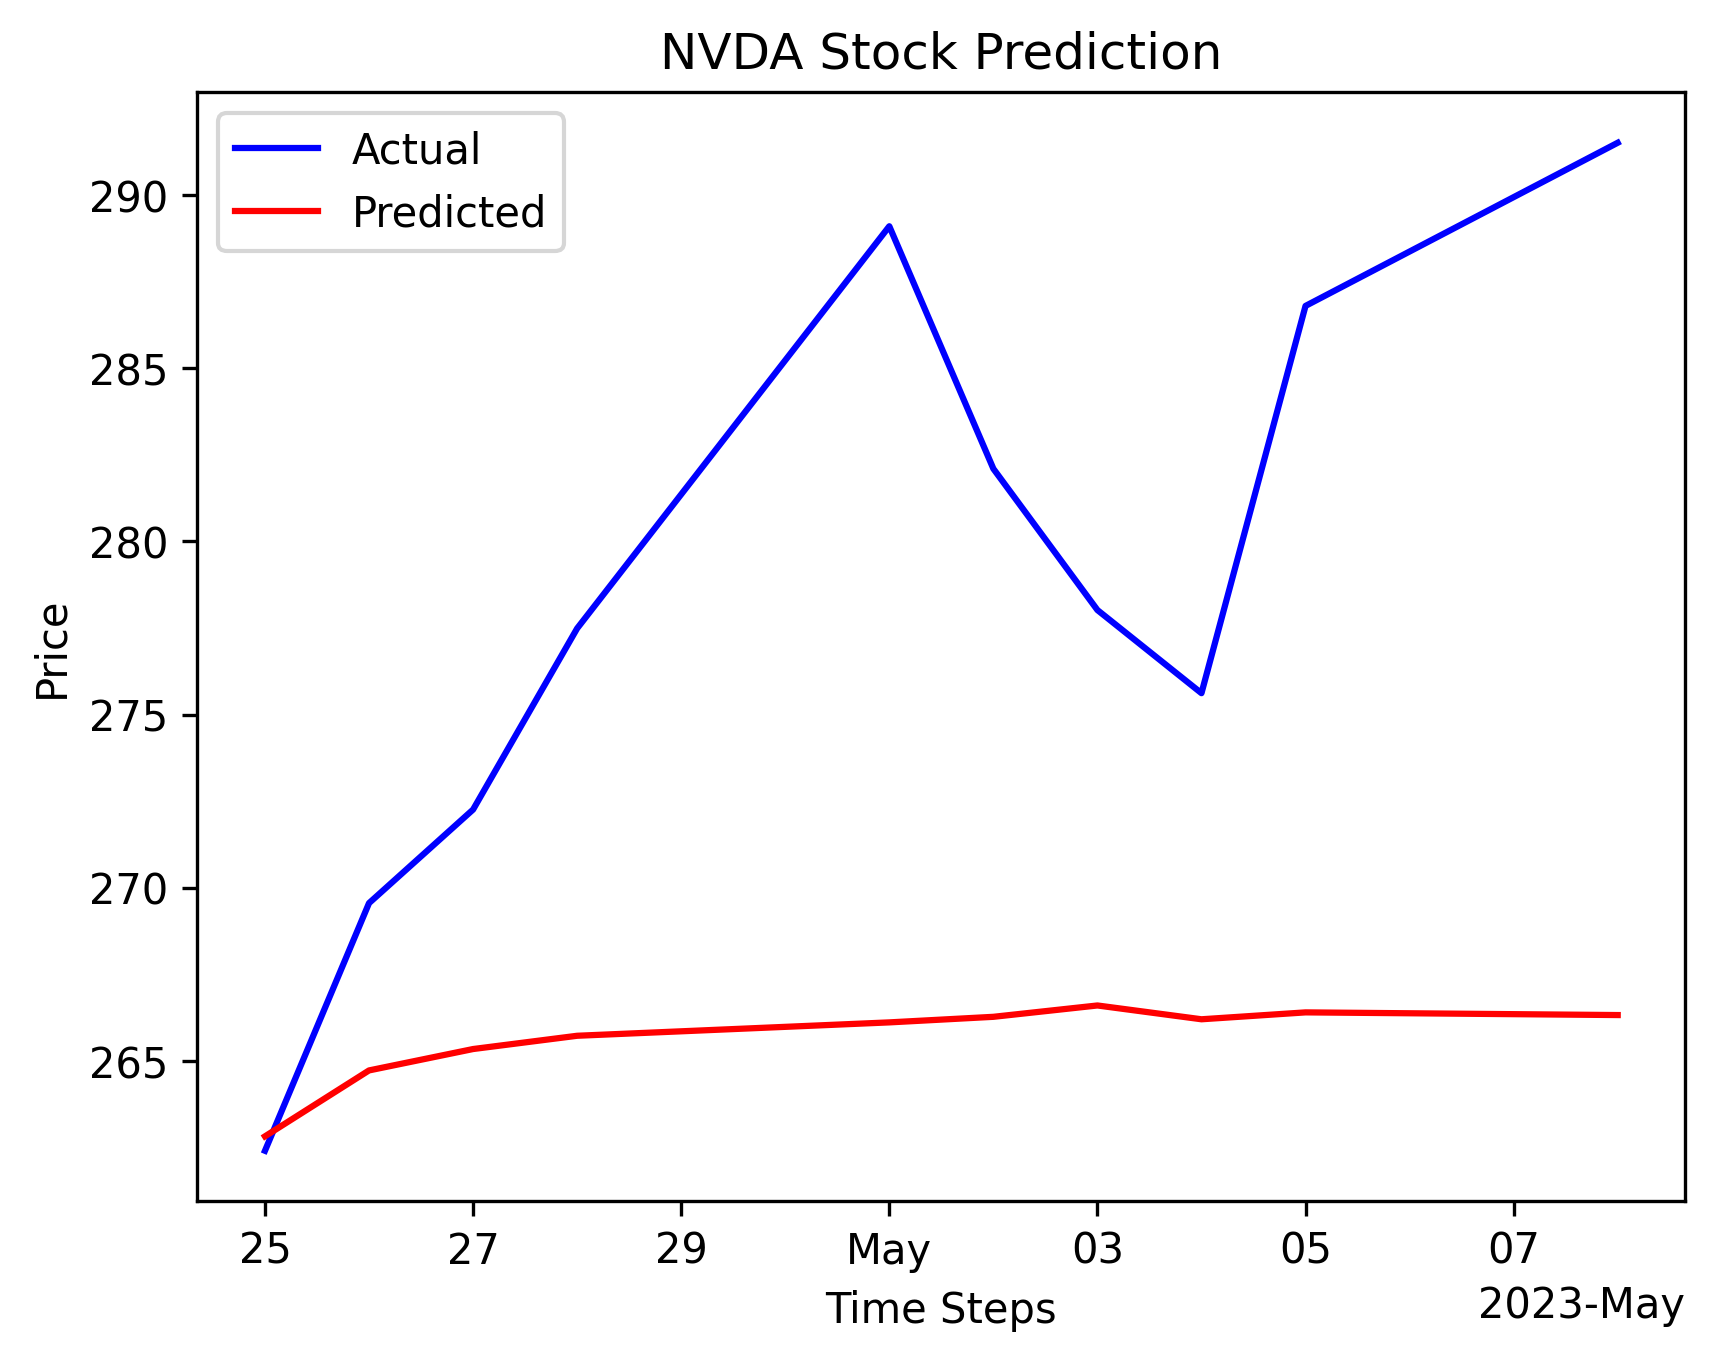 NVDA Stock Prediction
Actual
Predicted
290
285
280
275
270
265
Price
25 27 29 May 03 05 07
Time Steps
2023-May